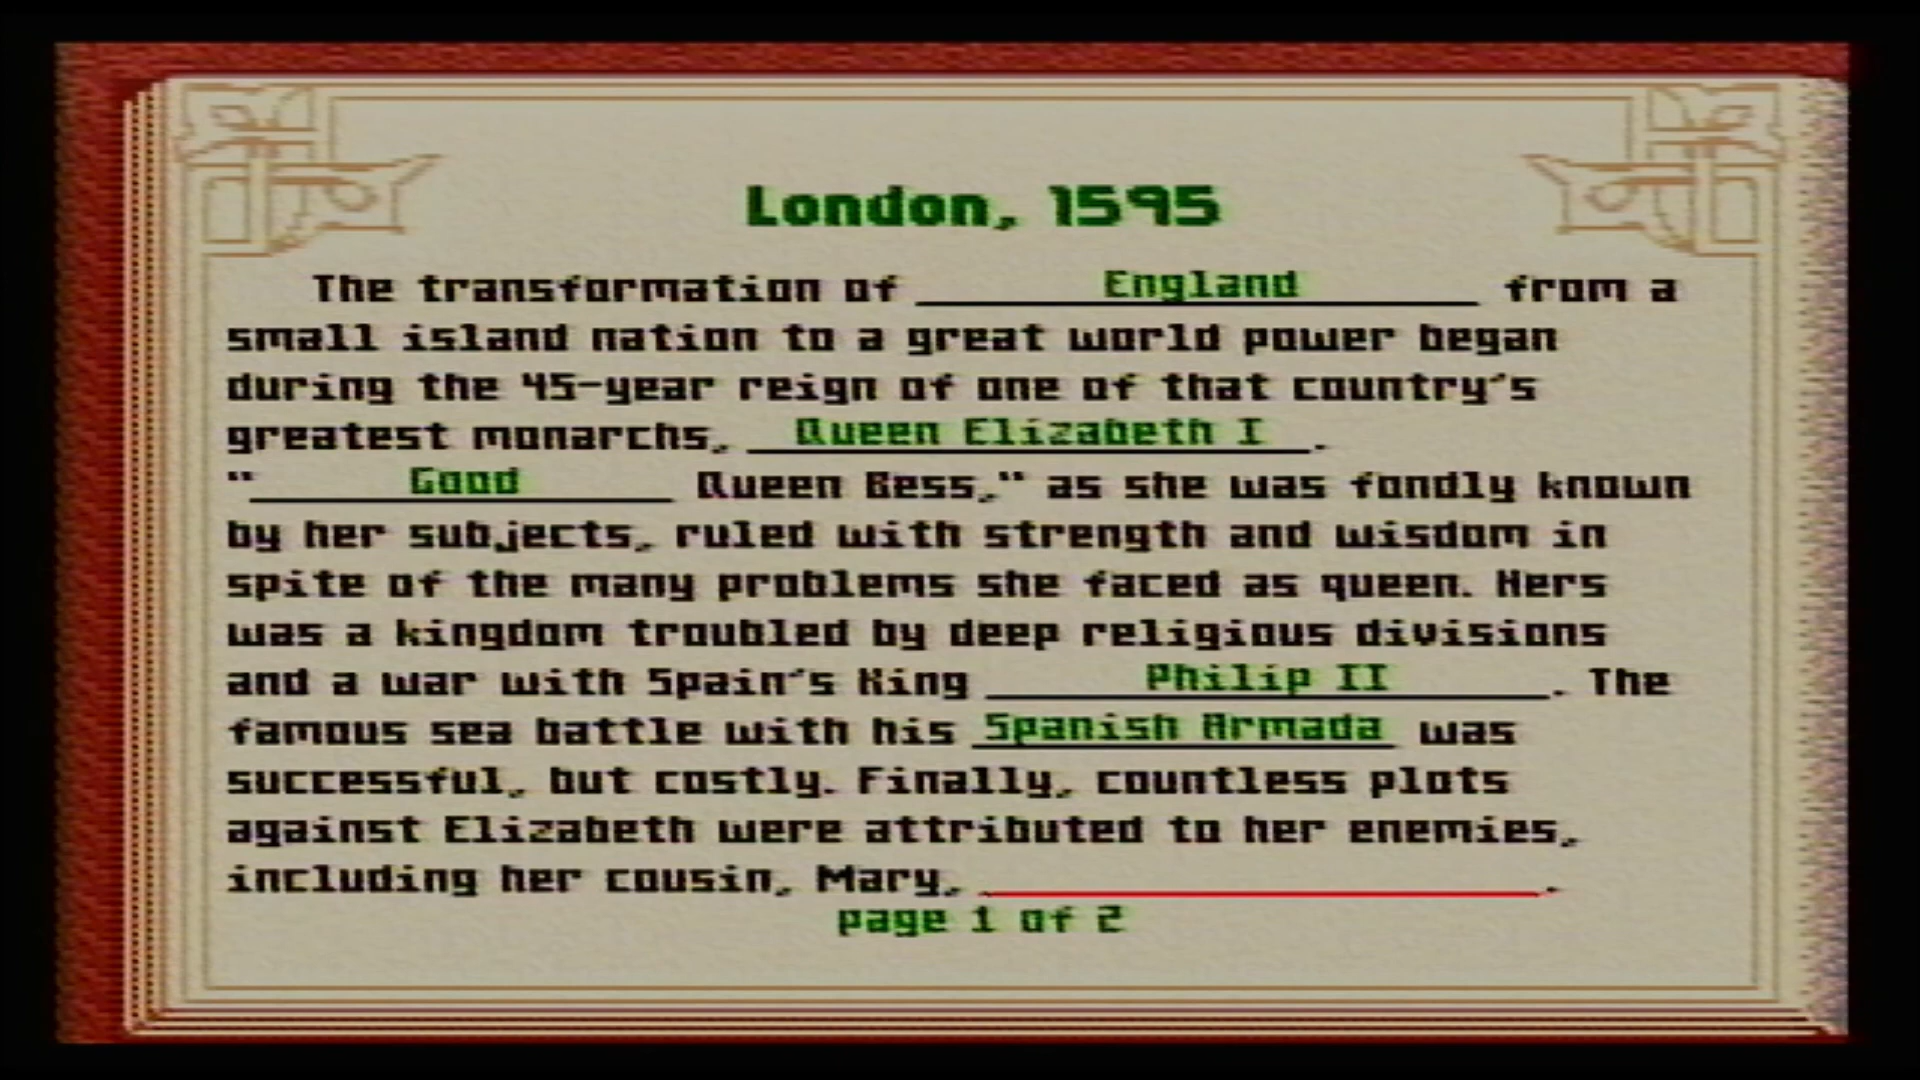 London, 1595
The transformation of England from a
small island nation to a great world power began
during the 45-year reign of one of that country's
greatest monarchs, Queen Elizabeth I.
"Good Queen Bess," as she was fondly known
by her subjects, ruled with strength and wisdom in
spite of the many problems she faced as queen. Hers
was a kingdom troubled by deep religious divisions
and a war with Spain's King Philip II. The
famous sea battle with his Spanish Armada was
successful, but costly. Finally, countless plots
against Elizabeth were attributed to her enemies,
including her cousin, Mary, .
page 1 of 2